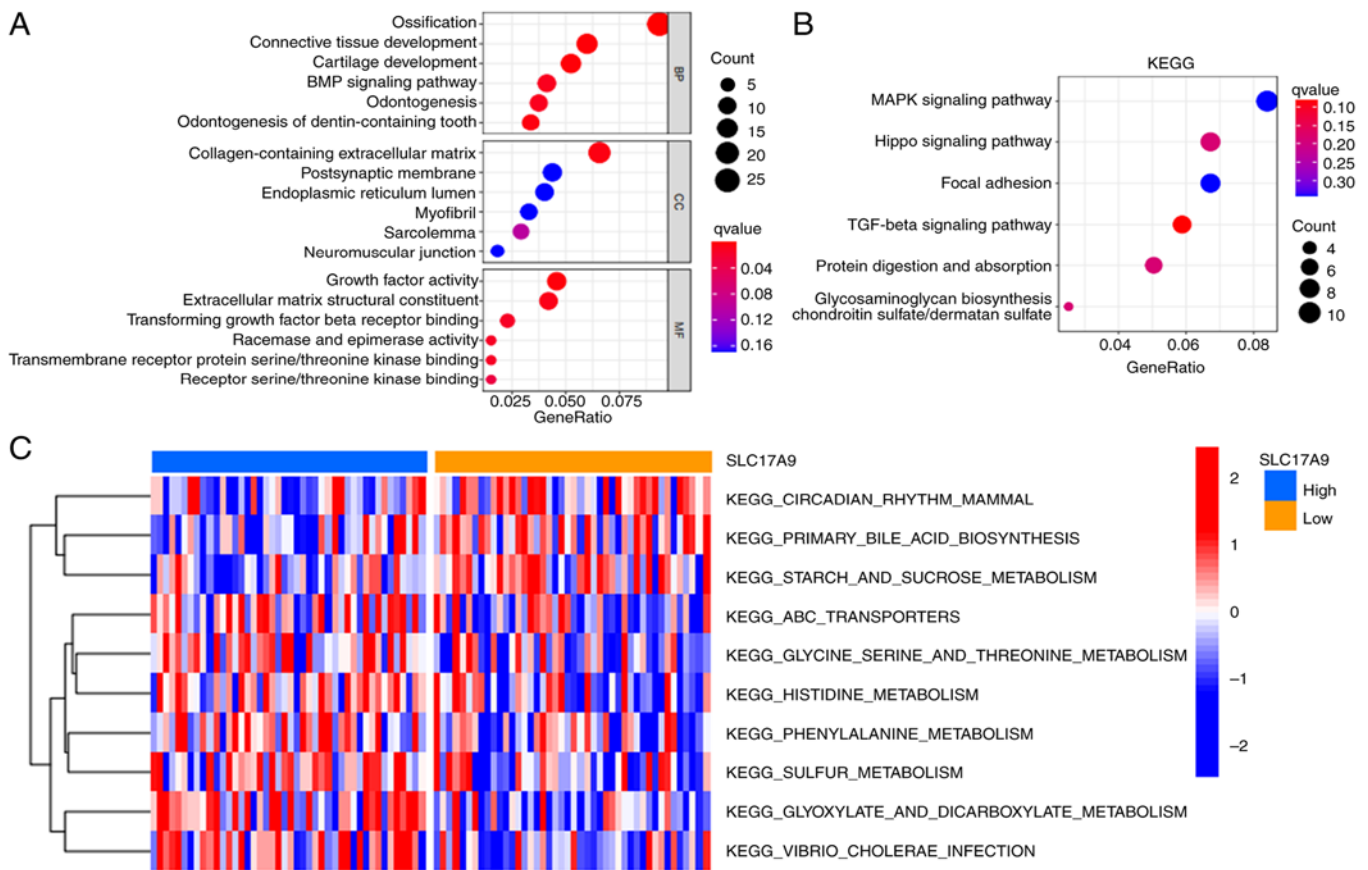 A
Ossification
Connective tissue development
Cartilage development
BMP signaling pathway
Odontogenesis
Odontogenesis of dentin-containing tooth
BP
Collagen-containing extracellular matrix
Postsynaptic membrane
Endoplasmic reticulum lumen
Myofibril
Sarcolemma
Neuromuscular junction
CC
Growth factor activity
Extracellular matrix structural constituent
Transforming growth factor beta receptor binding
Racemase and epimerase activity
Transmembrane receptor protein serine/threonine kinase binding
Receptor serine/threonine kinase binding
MF
0.025 0.050 0.075
GeneRatio
Count
5
10
15
20
25
qvalue
0.04
0.08
0.12
0.16
B
KEGG
MAPK signaling pathway
Hippo signaling pathway
Focal adhesion
TGF-beta signaling pathway
Protein digestion and absorption
Glycosaminoglycan biosynthesis
chondroitin sulfate/dermatan sulfate
0.04 0.06 0.08
GeneRatio
qvalue
0.10
0.15
0.20
0.25
0.30
Count
4
6
8
10
C
SLC17A9
KEGG_CIRCADIAN_RHYTHM_MAMMAL
KEGG_PRIMARY_BILE_ACID_BIOSYNTHESIS
KEGG_STARCH_AND_SUCROSE_METABOLISM
KEGG_ABC_TRANSPORTERS
KEGG_GLYCINE_SERINE_AND_THREONINE_METABOLISM
KEGG_HISTIDINE_METABOLISM
KEGG_PHENYLALANINE_METABOLISM
KEGG_SULFUR_METABOLISM
KEGG_GLYOXYLATE_AND_DICARBOXYLATE_METABOLISM
KEGG_VIBRIO_CHOLERAE_INFECTION
2
1
0
−1
−2
SLC17A9
High
Low